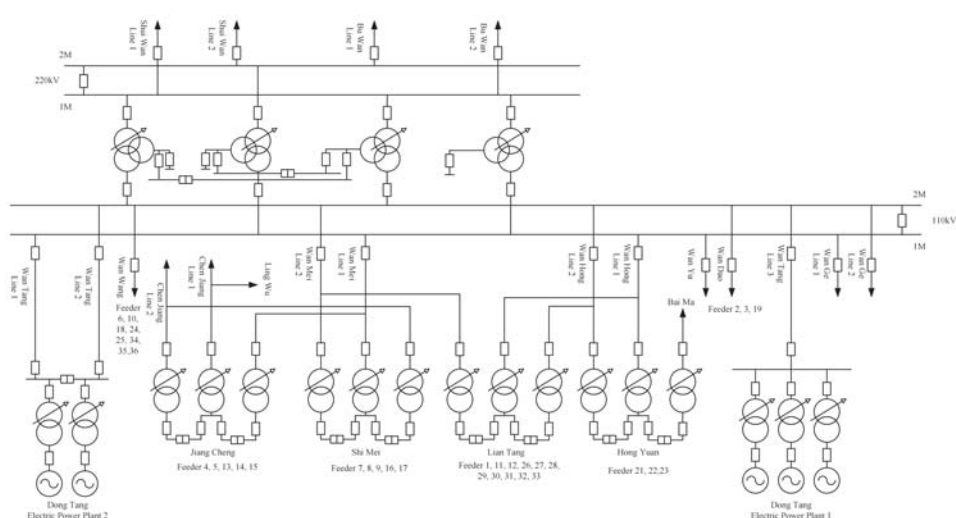 Shui Wan
Line 1
Shui Wan
Line 2
Bu Wan
Line 1
Bu Wan
Line 2
2M
220kV
1M
2M
110kV
1M
Wan Tang
Line 1
Wan Tang
Line 2
Wan Wang
Feeder
6, 10,
18, 24,
25, 34,
35,36
Chen Jiang
Line 2
Chen Jiang
Line 1
Ling Wu
Wan Mei
Line 2
Wan Mei
Line 1
Wan Hong
Line 2
Wan Hong
Line 1
Bai Ma
Wan Yu
Wan Dao
Feeder 2, 3, 19
Wan Tang
Line 3
Wan Ge
Line 1
Wan Ge
Line 2
Jiang Cheng
Feeder 4, 5, 13, 14, 15
Shi Mei
Feeder 7, 8, 9, 16, 17
Lian Tang
Feeder 1, 11, 12, 26, 27, 28,
29, 30, 31, 32, 33
Hong Yuan
Feeder 21, 22,23
Dong Tang
Electric Power Plant 2
Dong Tang
Electric Power Plant 1